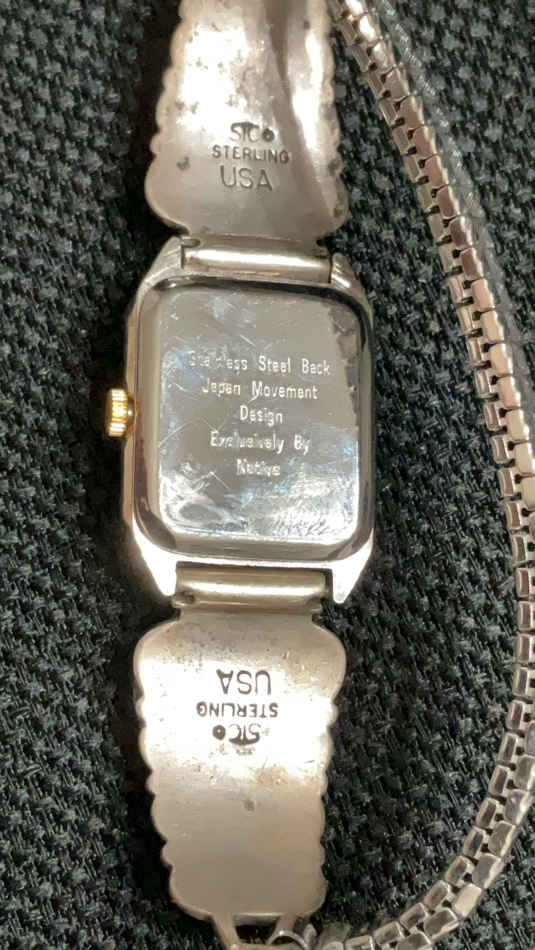 STC
STERLING
USA
Stainless Steel Back
Japan Movement
Design
Exclusively By
Native
USA
STERLING
STC